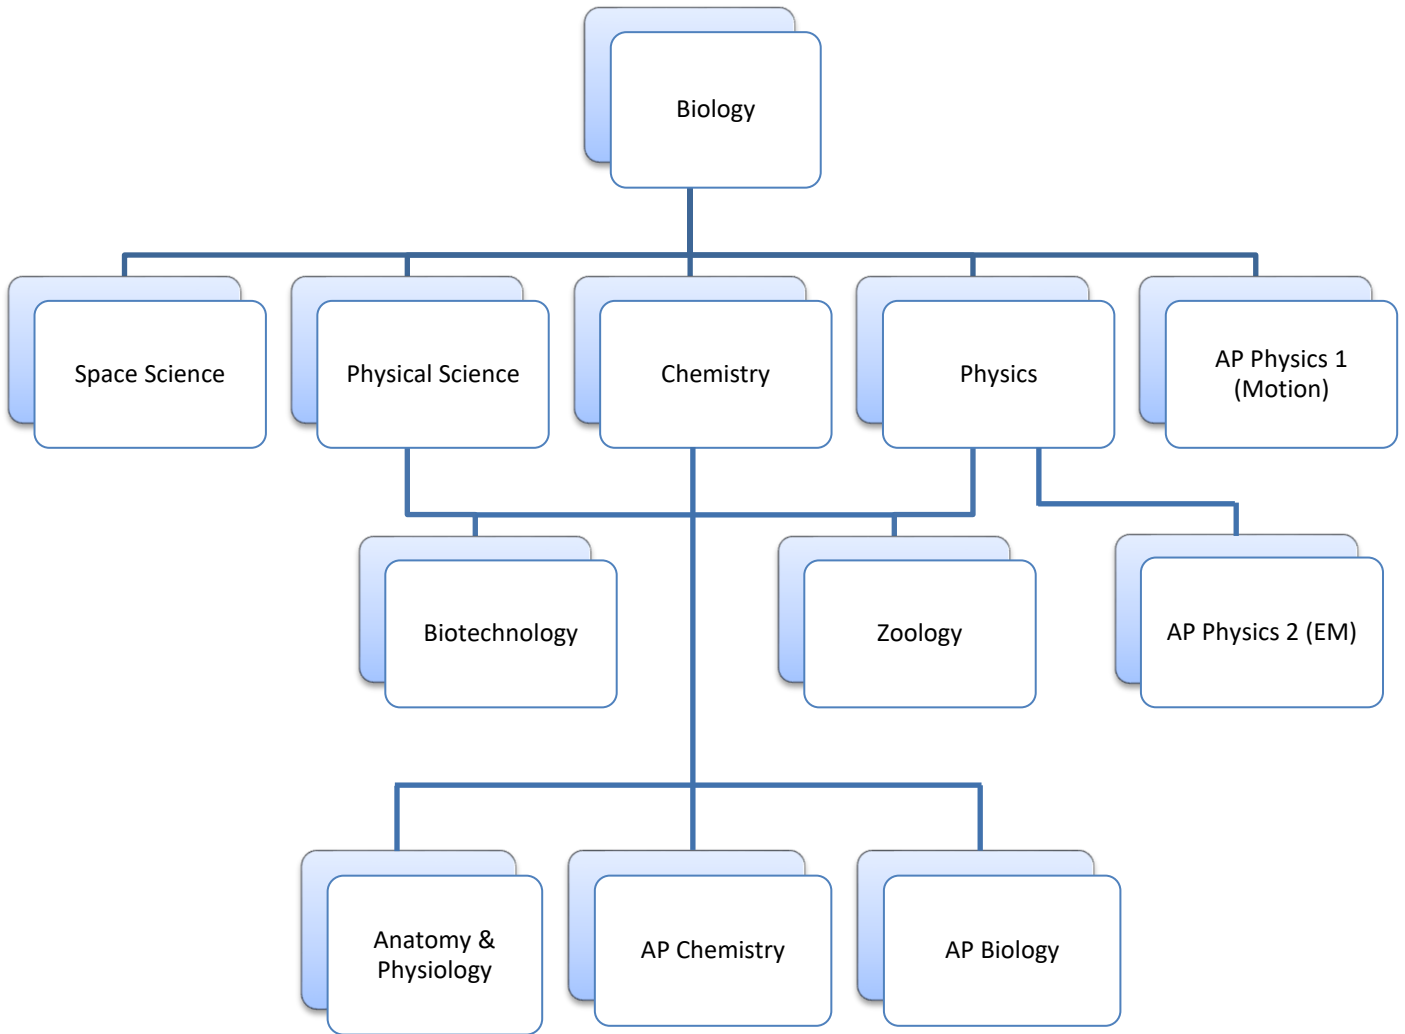 Biology
Space Science
Physical Science
Chemistry
Physics
AP Physics 1
(Motion)
Biotechnology
Zoology
AP Physics 2 (EM)
Anatomy &
Physiology
AP Chemistry
AP Biology